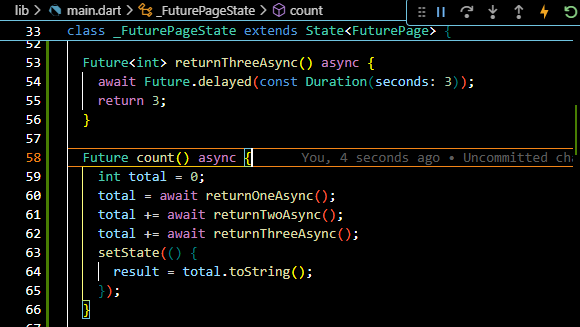 lib > main.dart > _FuturePageState > count
33 class _FuturePageState extends State<FuturePage> {
52
53 Future<int> returnThreeAsync() async {
54 await Future.delayed(const Duration(seconds: 3));
55 return 3;
56 }
57
58 Future count() async { You, 4 seconds ago • Uncommitted cha
59 int total = 0;
60 total = await returnOneAsync();
61 total += await returnTwoAsync();
62 total += await returnThreeAsync();
63 setState(() {
64 result = total.toString();
65 });
66 }
67